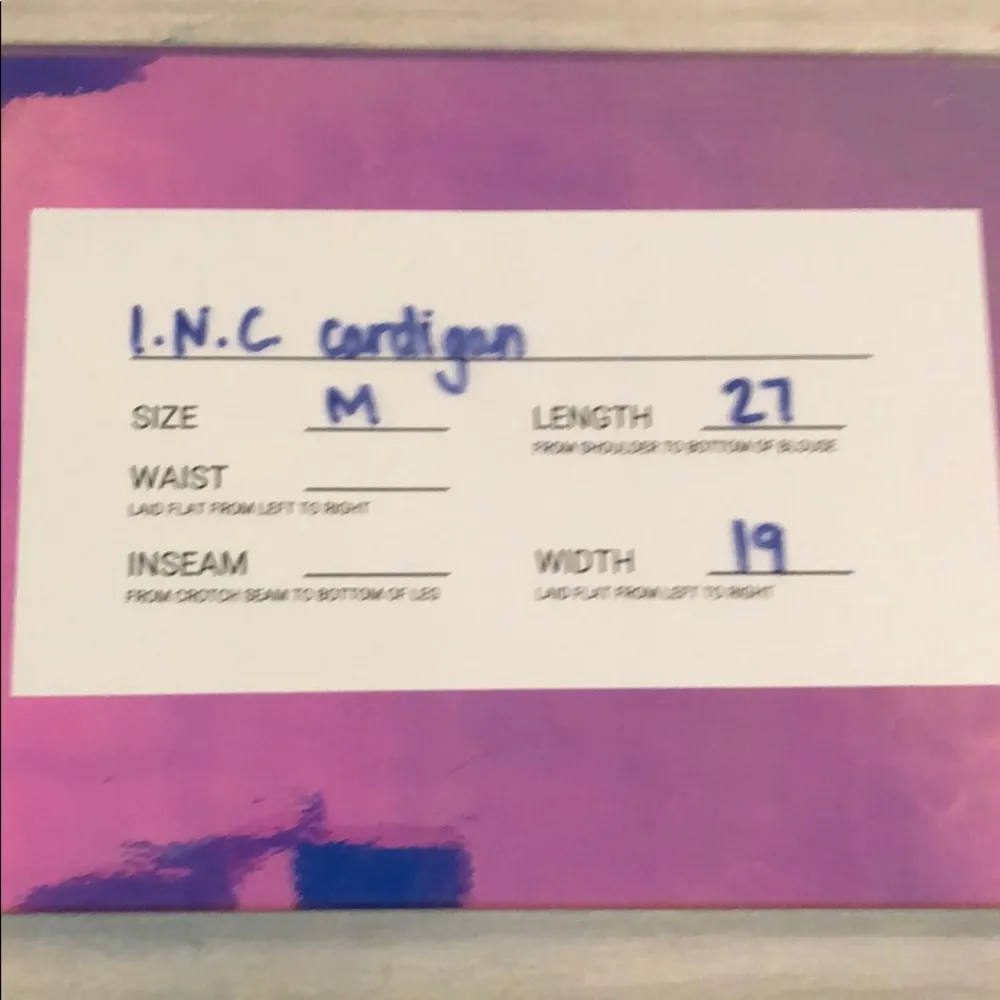 I.N.C cardigan
SIZE M LENGTH 27
FROM SHOULDER TO BOTTOM OF BLOUSE
WAIST
LAID FLAT FROM LEFT TO RIGHT
INSEAM WIDTH 19
FROM CROTCH SEAM TO BOTTOM OF LEG LAID FLAT FROM LEFT TO RIGHT